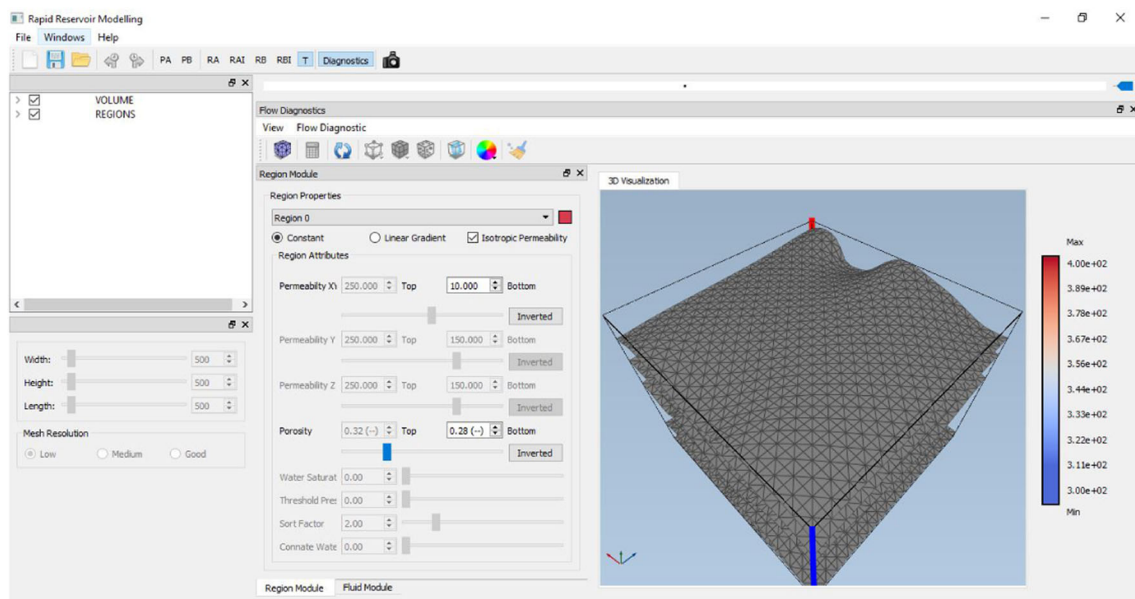 Rapid Reservoir Modelling
File Windows Help
PA PB RA RAI RB RBI T Diagnostics
VOLUME
REGIONS
Flow Diagnostics
View Flow Diagnostic
Region Module
3D Visualization
Region Properties
Region 0
Constant Linear Gradient Isotropic Permeability
Region Attributes
Permeabilty X\ 250.000 Top 10.000 Bottom
Inverted
Permeability Y 250.000 Top 150.000 Bottom
Inverted
Permeability Z 250.000 Top 150.000 Bottom
Inverted
Porosity 0.32 (--) Top 0.28 (--) Bottom
Inverted
Water Saturat 0.00
Threshold Pres 0.00
Sort Factor 2.00
Connate Wate 0.00
Region Module Fluid Module
Width: 500
Height: 500
Length: 500
Mesh Resolution
Low Medium Good
Max
4.00e+02
3.89e+02
3.78e+02
3.67e+02
3.56e+02
3.44e+02
3.33e+02
3.22e+02
3.11e+02
3.00e+02
Min